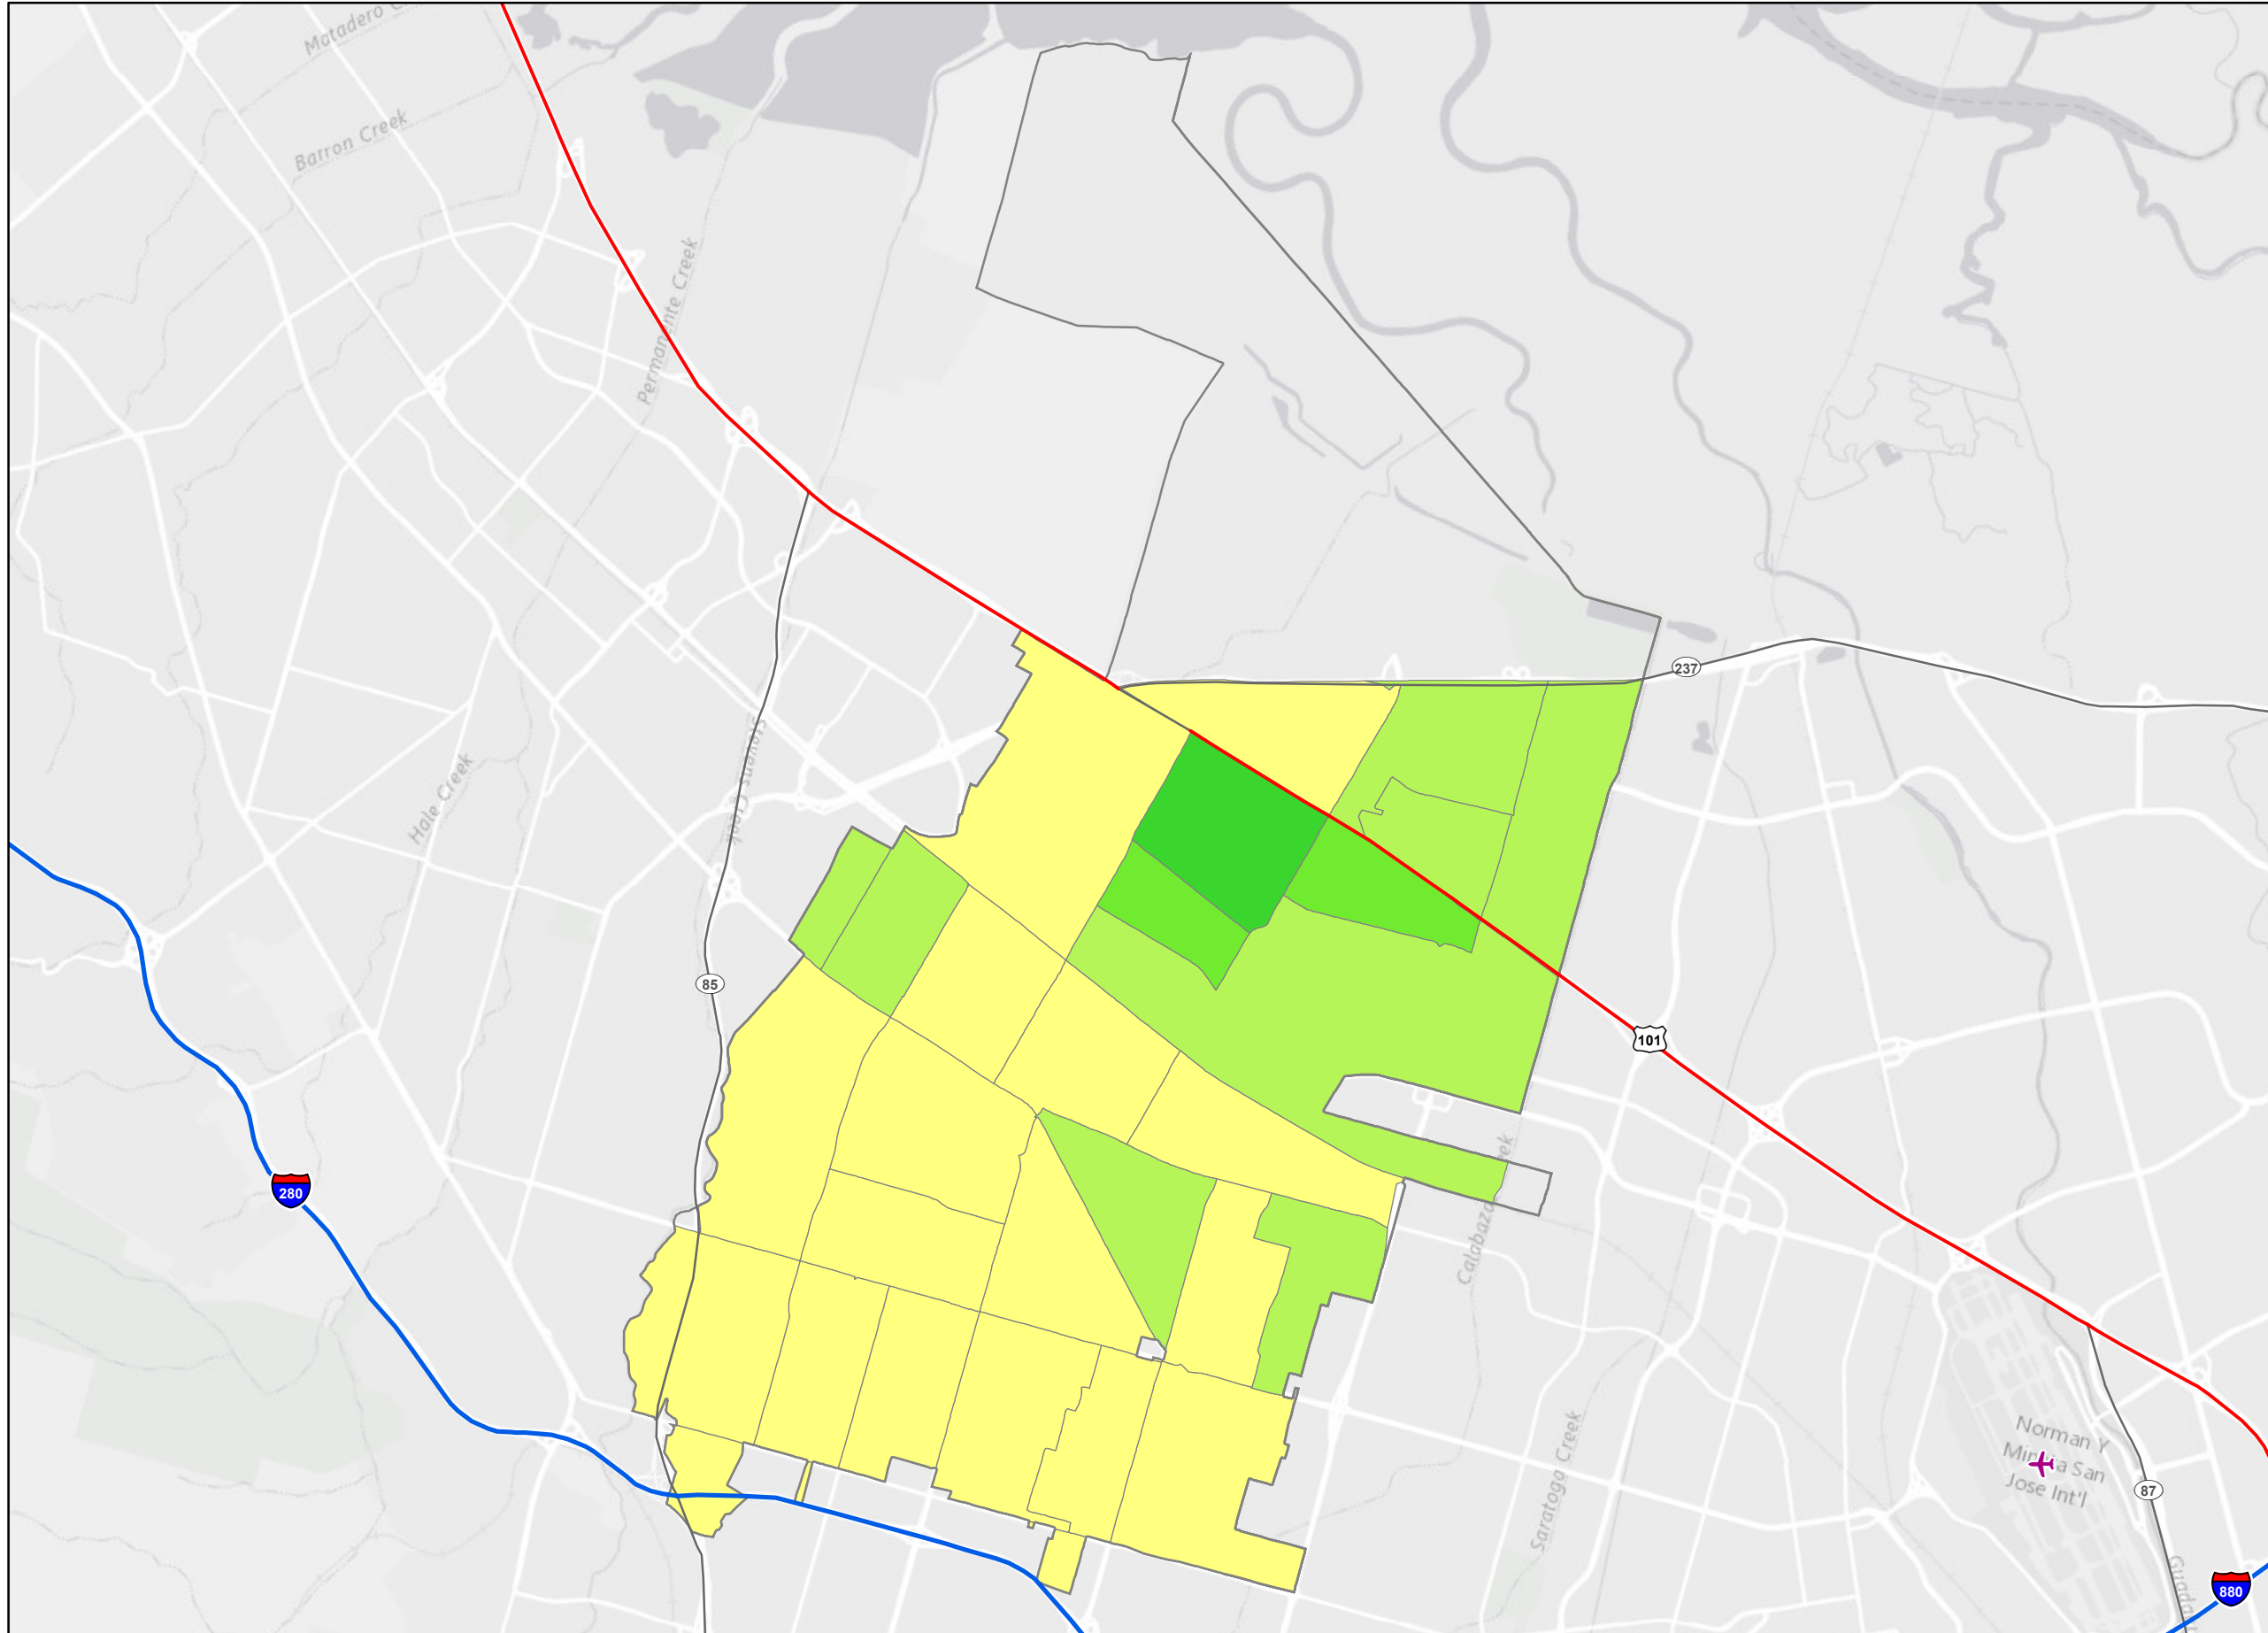 Matadero Cr
Barron Creek
Permanente Creek
237
Stevens Creek
Hale Creek
85
101
280
Calabazas Creek
Norman Y
Mineta San
Jose Int'l
87
Saratoga Creek
880